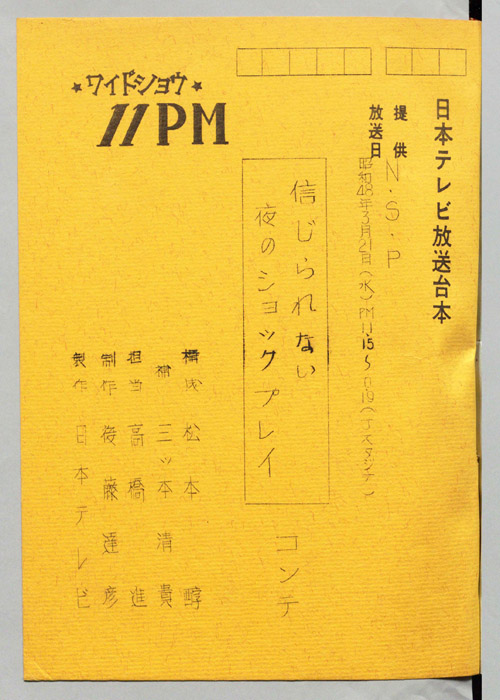 日本テレビ放送台本
提供 N・S・P
放送日 昭和48年3月21日(水)PM11:15～
信じられない
夜のショックプレイ
コンテ
★ワイドショウ★
11PM
構成 松本 醇
三ッ本清貴
担当 高橋 進
制作 後藤達彦
製作 日本テレビ